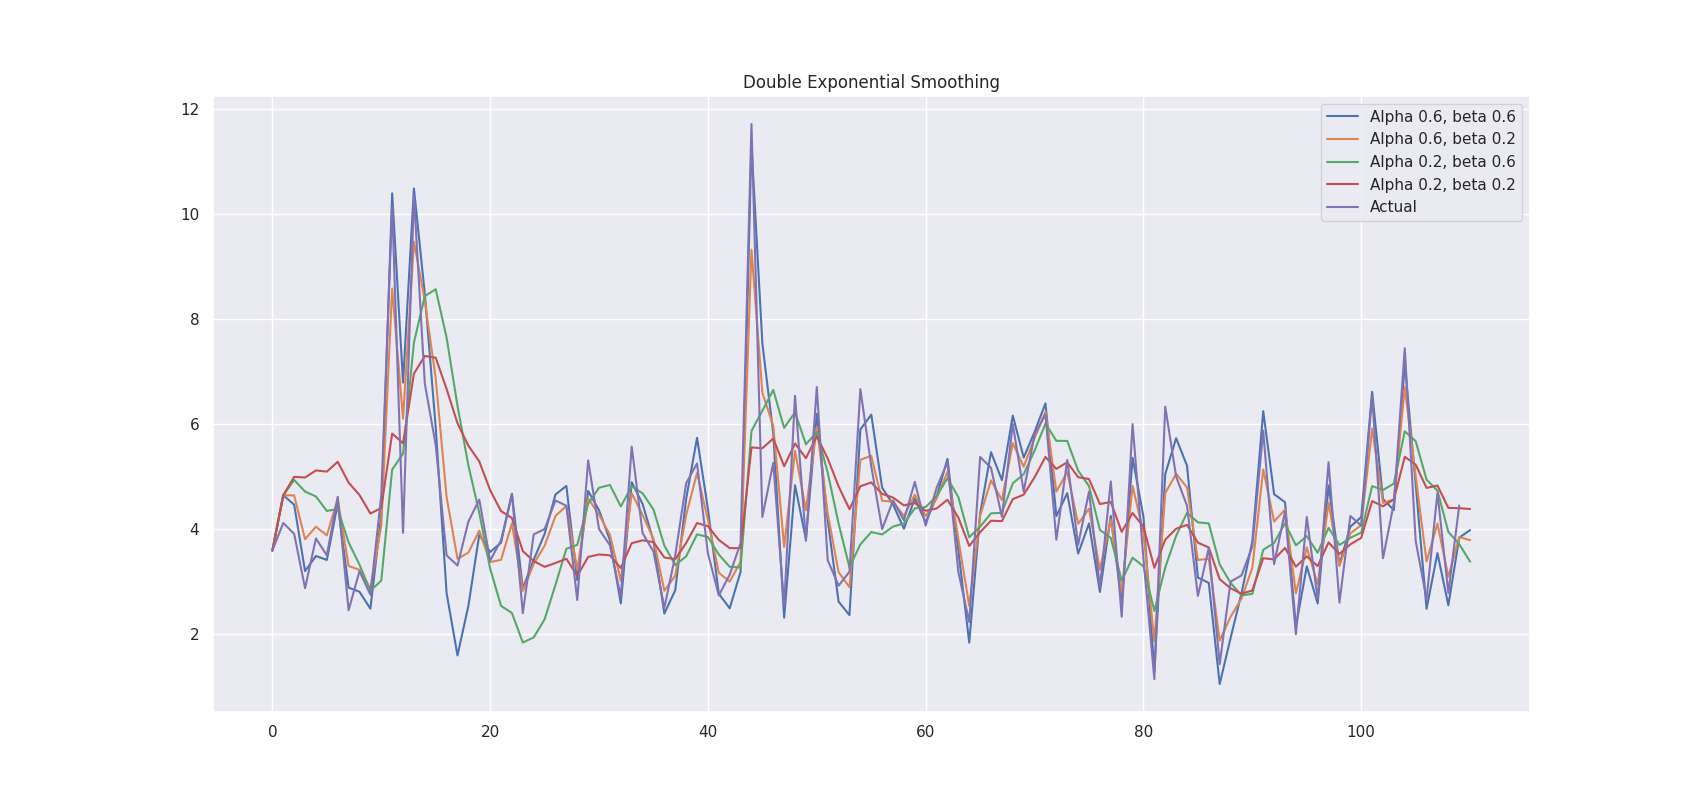 Double Exponential Smoothing
12
10
8
6
4
2
0
20
40
60
80
100
Alpha 0.6, beta 0.6
Alpha 0.6, beta 0.2
Alpha 0.2, beta 0.6
Alpha 0.2, beta 0.2
Actual